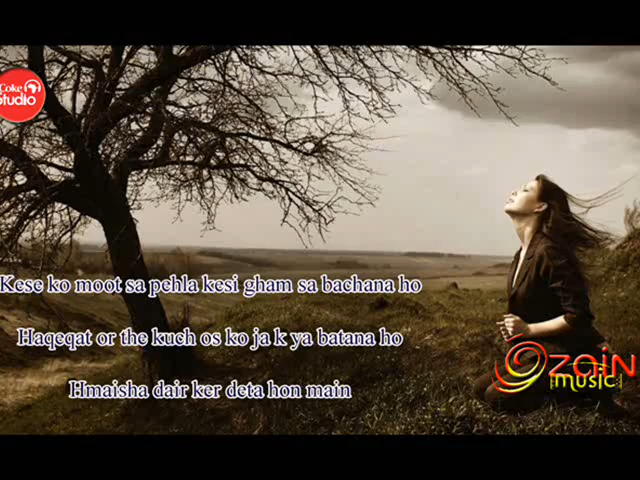 Coke
Studio
Kese ko moot sa pehla kesi gham sa bachana ho
Haqeqat or the kuch os ko ja k ya batana ho
Hmaisha dair ker deta hon main
zain
music